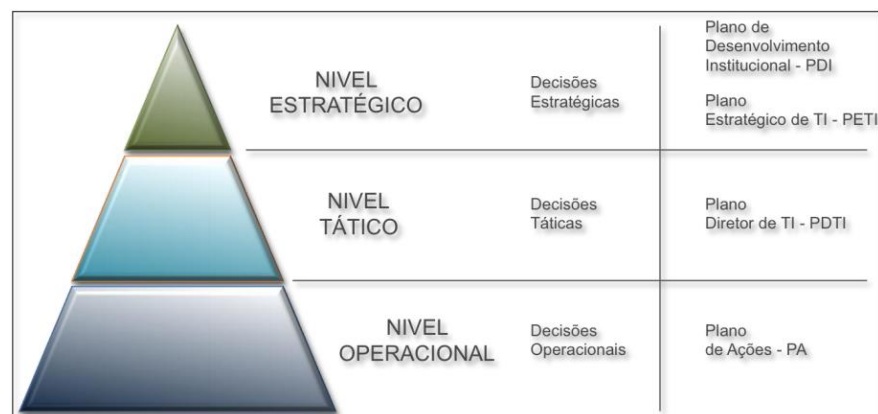 NIVEL
ESTRATÉGICO
Decisões
Estratégicas
Plano de
Desenvolvimento
Institucional - PDI
Plano
Estratégico de TI - PETI
NIVEL
TÁTICO
Decisões
Táticas
Plano
Diretor de TI - PDTI
NIVEL
OPERACIONAL
Decisões
Operacionais
Plano
de Ações - PA